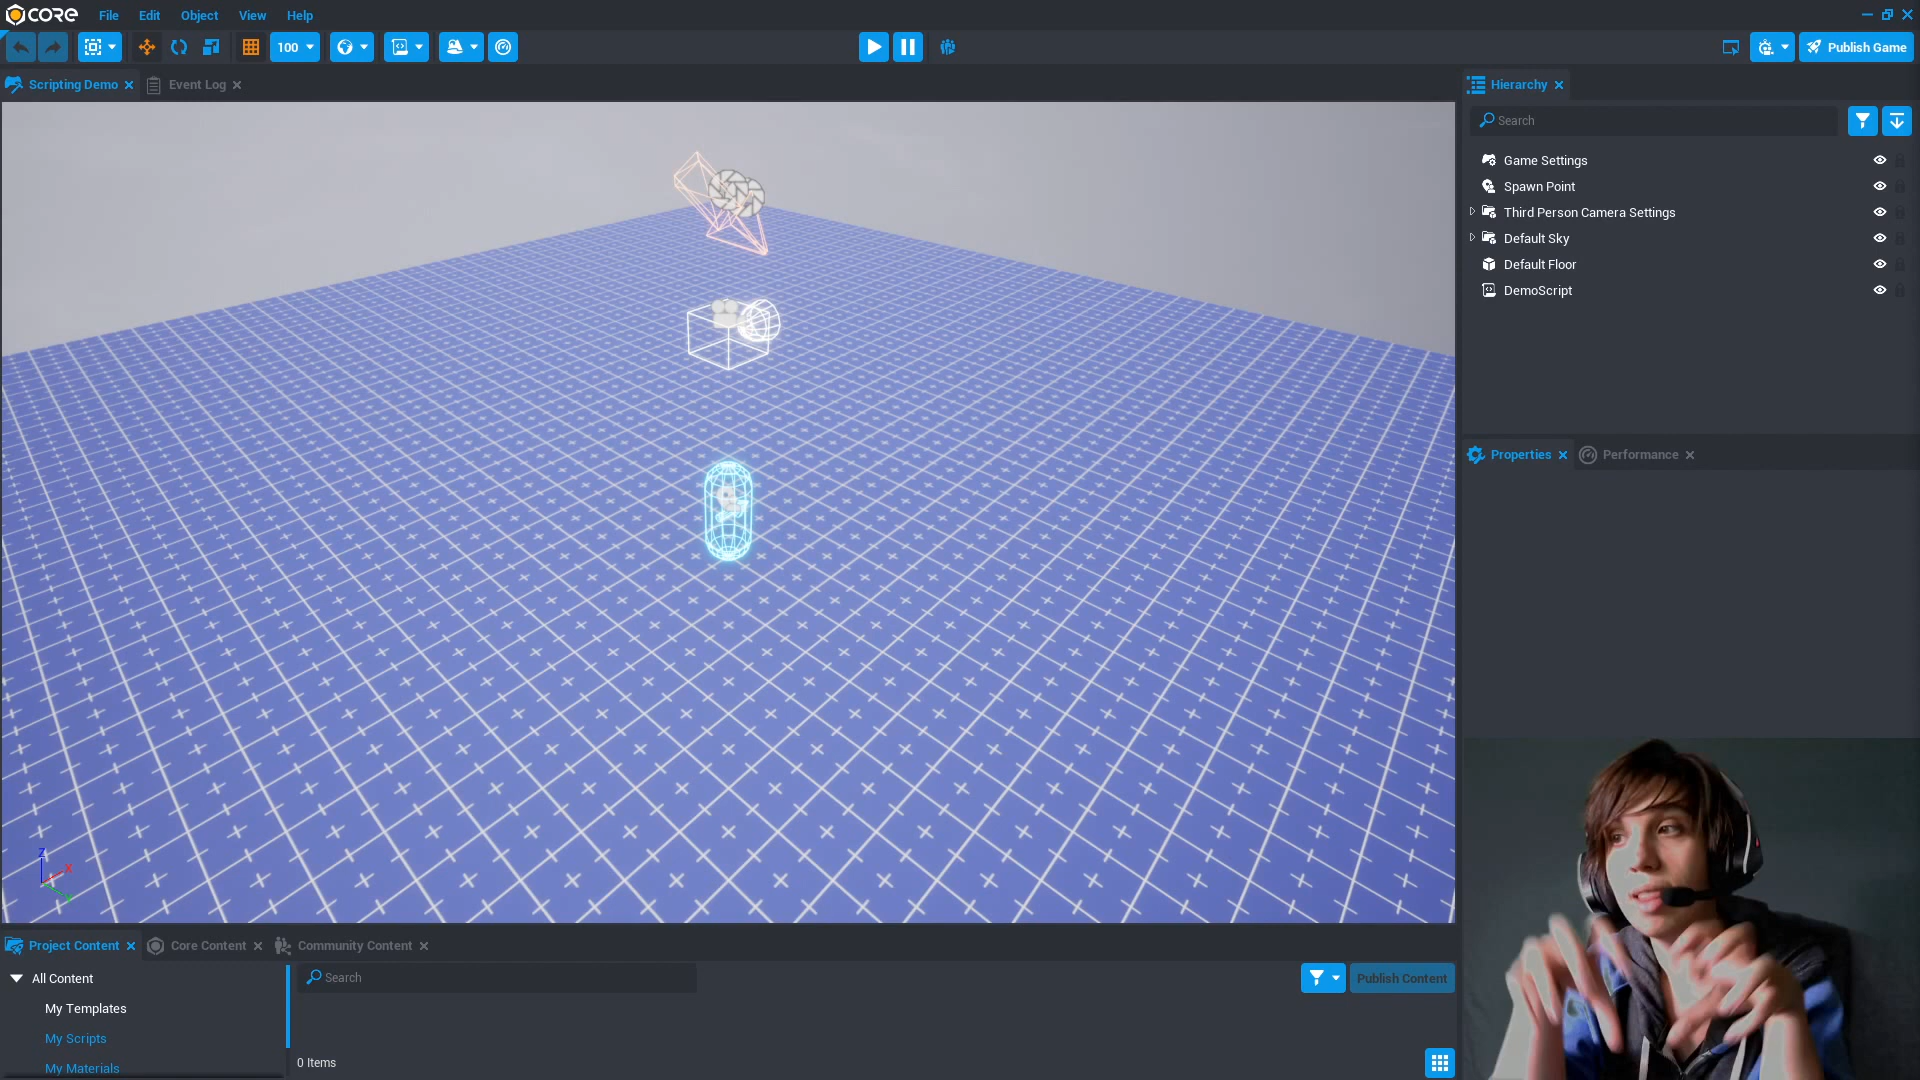 CORE File Edit Object View Help
100 Publish Game
Scripting Demo Event Log
Hierarchy
Search
Game Settings
Spawn Point
Third Person Camera Settings
Default Sky
Default Floor
DemoScript
Properties Performance
Z
X
Project Content Core Content Community Content
All Content
Search
Publish Content
My Templates
My Scripts
My Materials
0 Items